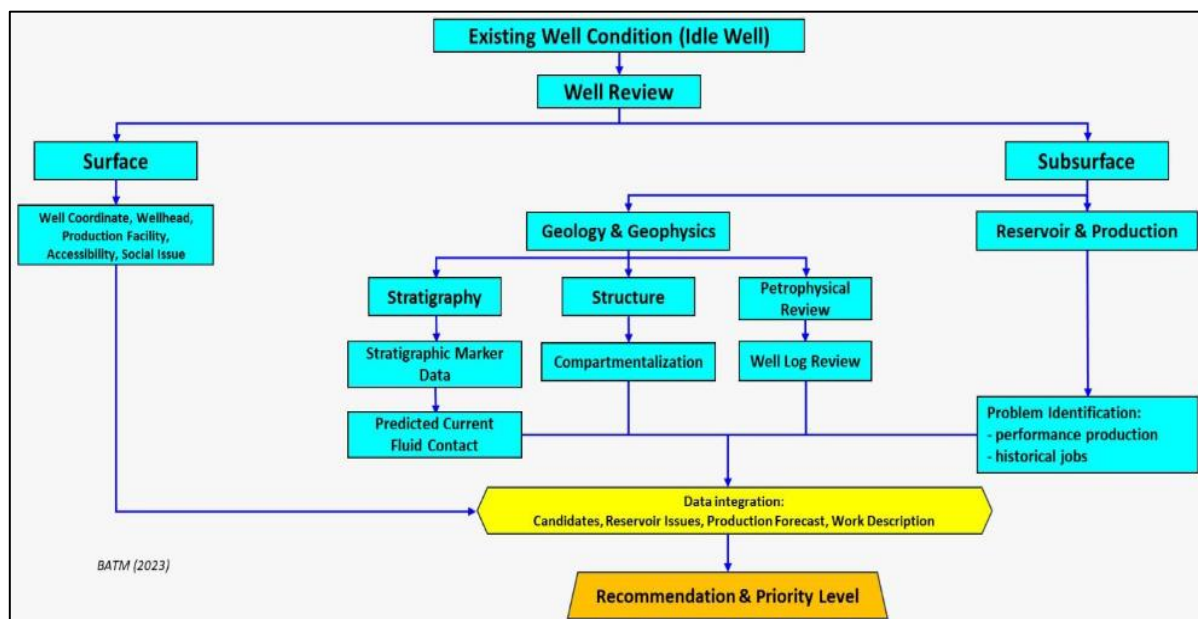 Existing Well Condition (Idle Well)
Well Review
Surface
Subsurface
Well Coordinate, Wellhead,
Production Facility,
Accessibility, Social Issue
Geology & Geophysics
Reservoir & Production
Stratigraphy
Structure
Petrophysical
Review
Stratigraphic Marker
Data
Compartmentalization
Well Log Review
Predicted Current
Fluid Contact
Problem Identification:
- performance production
- historical jobs
Data integration:
Candidates, Reservoir Issues, Production Forecast, Work Description
BATM (2023)
Recommendation & Priority Level